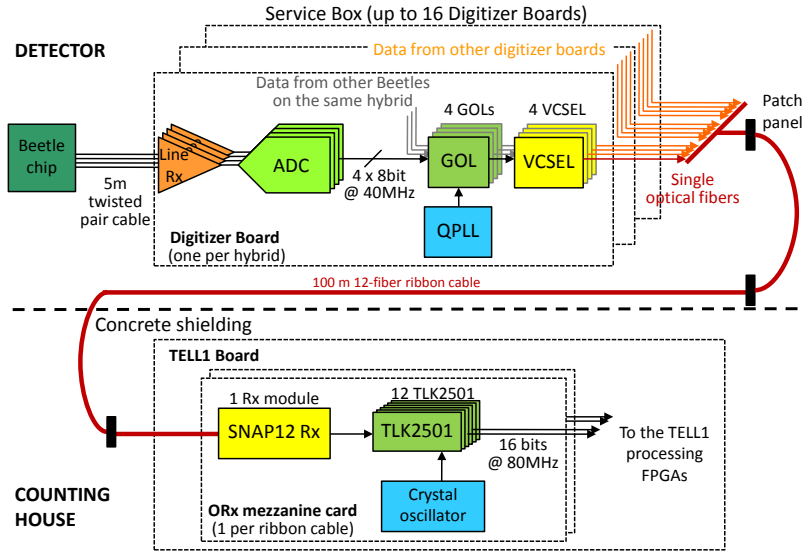 Service Box (up to 16 Digitizer Boards)
DETECTOR
Data from other digitizer boards
Data from other Beetles
on the same hybrid
4 GOLs
4 VCSEL
Patch
panel
Beetle
chip
Line
Rx
ADC
GOL
VCSEL
4 x 8bit
@ 40MHz
5m
twisted
pair cable
Single
optical fibers
QPLL
Digitizer Board
(one per hybrid)
100 m 12-fiber ribbon cable
Concrete shielding
TELL1 Board
1 Rx module
12 TLK2501
SNAP12 Rx
TLK2501
16 bits
@ 80MHz
To the TELL1
processing
FPGAs
Crystal
oscillator
ORx mezzanine card
(1 per ribbon cable)
COUNTING
HOUSE